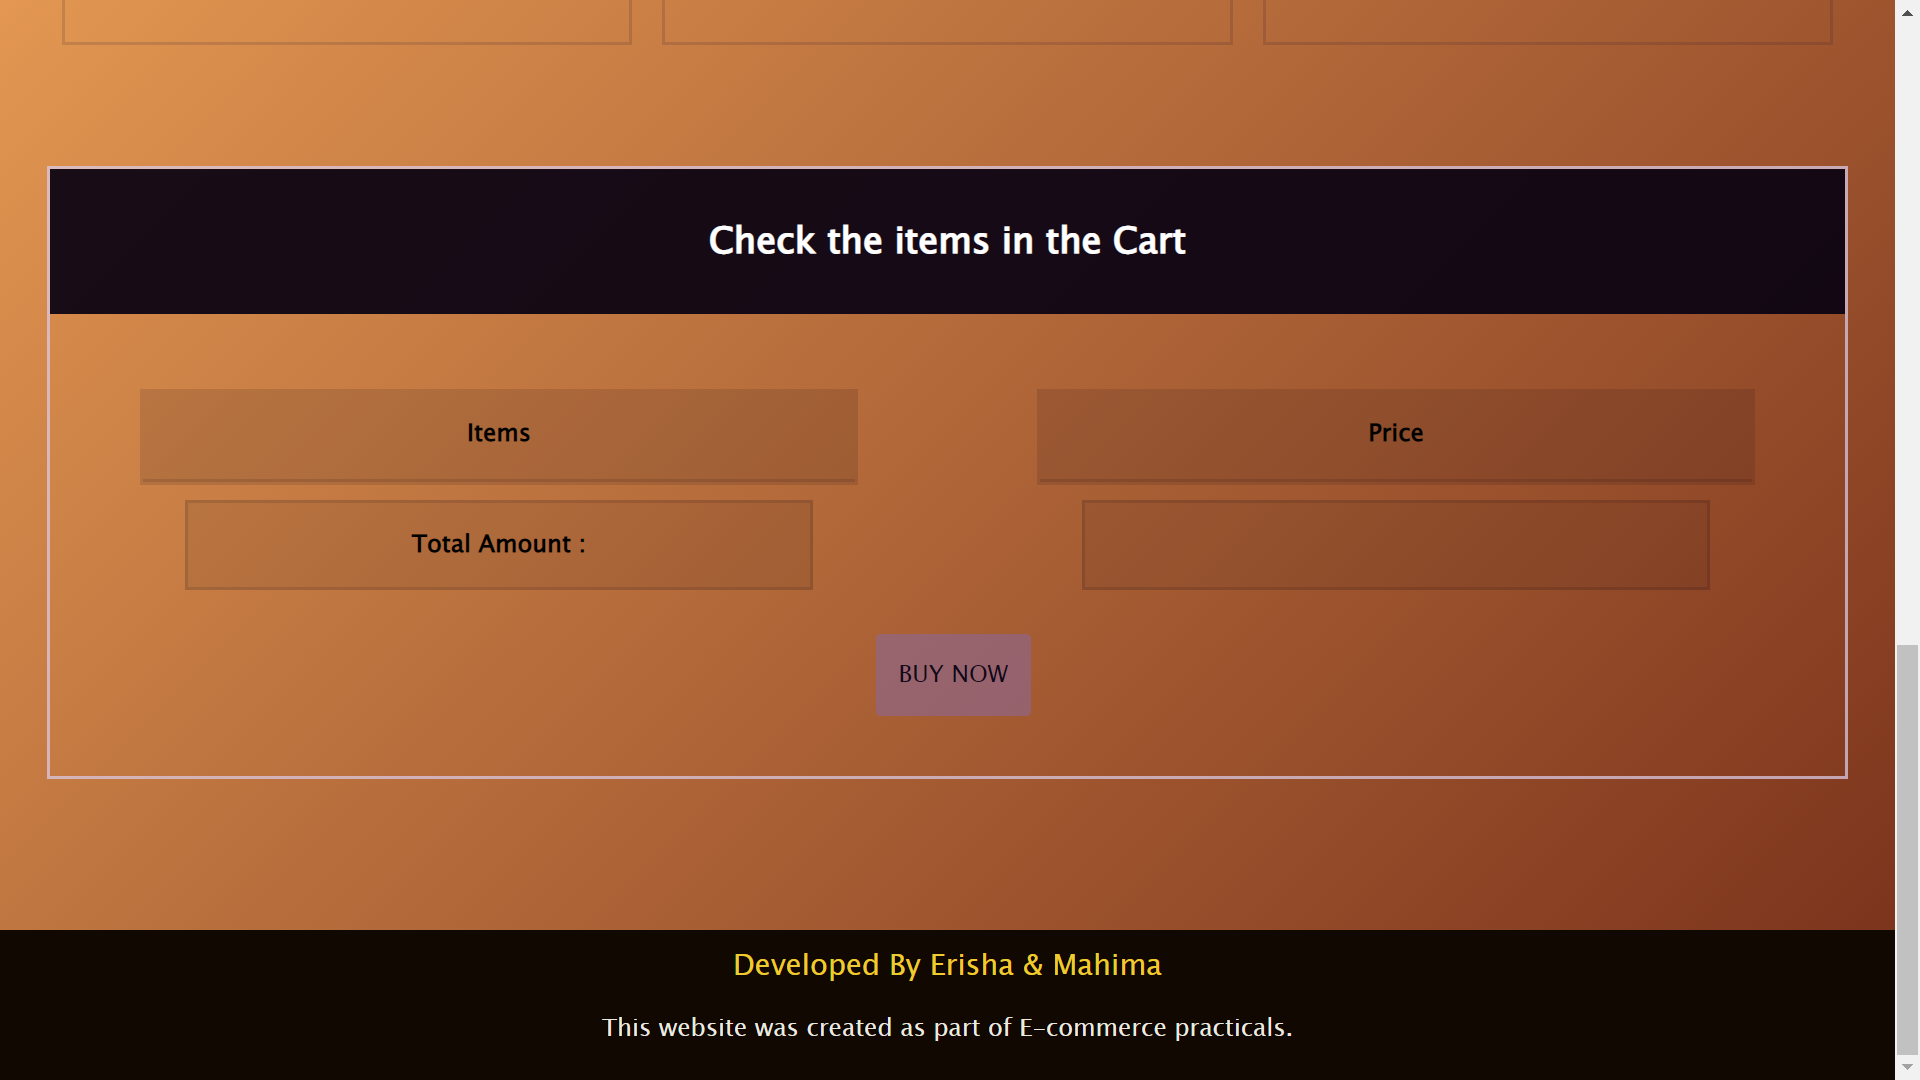 Check the items in the Cart
Items
Price
Total Amount :
BUY NOW
Developed By Erisha & Mahima
This website was created as part of E-commerce practicals.